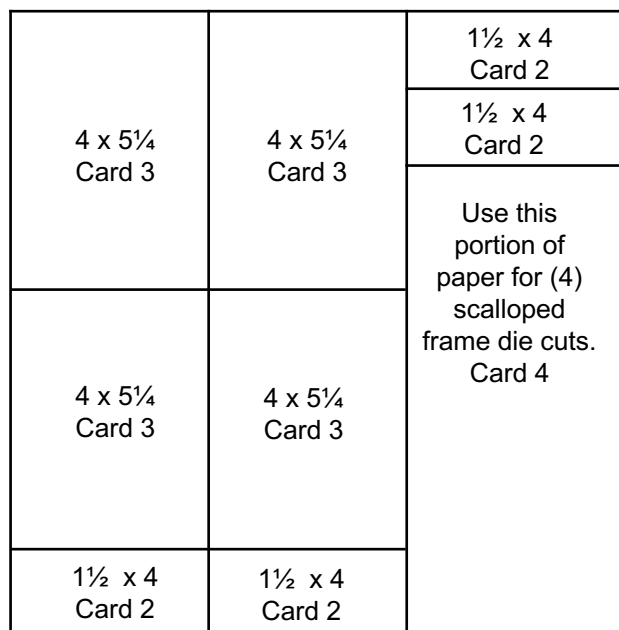 4 x 5¼
Card 3
4 x 5¼
Card 3
1½ x 4
Card 2
1½ x 4
Card 2
Use this
portion of
paper for (4)
scalloped
frame die cuts.
Card 4
4 x 5¼
Card 3
4 x 5¼
Card 3
1½ x 4
Card 2
1½ x 4
Card 2